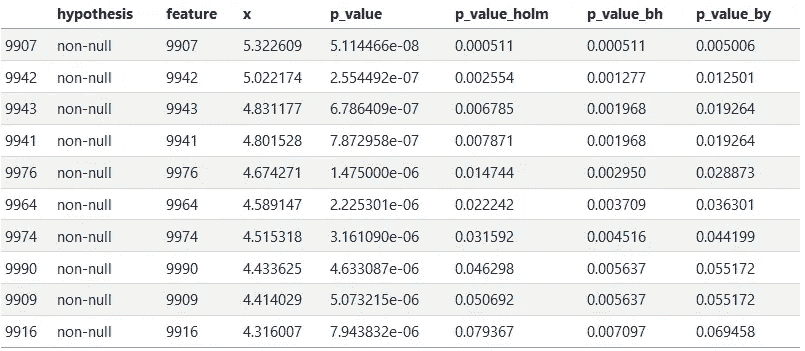 hypothesis feature x p_value p_value_holm p_value_bh p_value_by
9907 non-null 9907 5.322609 5.114466e-08 0.000511 0.000511 0.005006
9942 non-null 9942 5.022174 2.554492e-07 0.002554 0.001277 0.012501
9943 non-null 9943 4.831177 6.786409e-07 0.006785 0.001968 0.019264
9941 non-null 9941 4.801528 7.872958e-07 0.007871 0.001968 0.019264
9976 non-null 9976 4.674271 1.475000e-06 0.014744 0.002950 0.028873
9964 non-null 9964 4.589147 2.225301e-06 0.022242 0.003709 0.036301
9974 non-null 9974 4.515318 3.161090e-06 0.031592 0.004516 0.044199
9990 non-null 9990 4.433625 4.633087e-06 0.046298 0.005637 0.055172
9909 non-null 9909 4.414029 5.073215e-06 0.050692 0.005637 0.055172
9916 non-null 9916 4.316007 7.943832e-06 0.079367 0.007097 0.069458